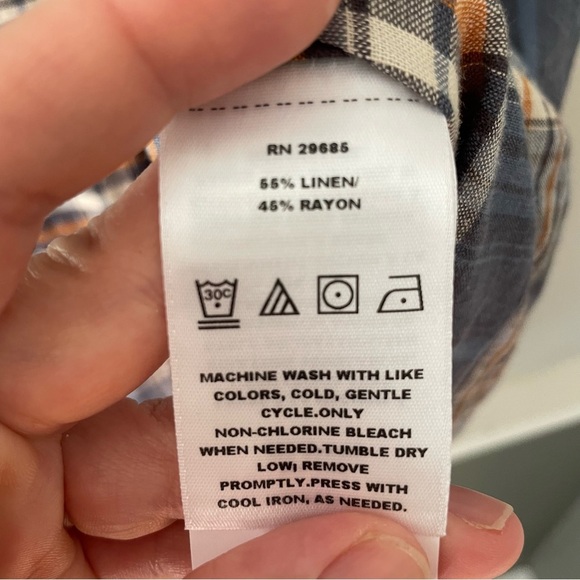 RN 29685
55% LINEN/
45% RAYON
30C
MACHINE WASH WITH LIKE
COLORS, COLD, GENTLE
CYCLE.ONLY
NON-CHLORINE BLEACH
WHEN NEEDED.TUMBLE DRY
LOW; REMOVE
PROMPTLY.PRESS WITH
COOL IRON, AS NEEDED.